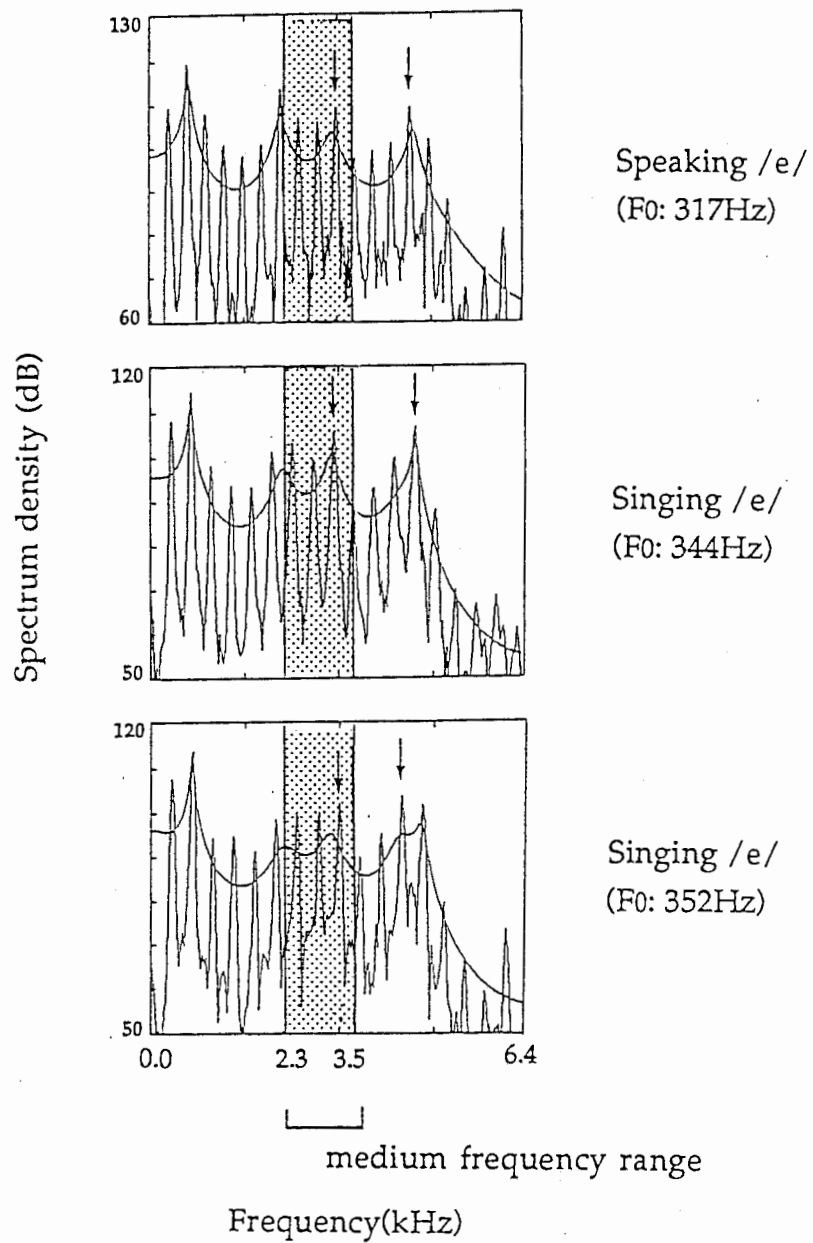 130
60
Speaking /e/
(F0: 317Hz)
Spectrum density (dB)
120
50
Singing /e/
(F0: 344Hz)
120
50
Singing /e/
(F0: 352Hz)
0.0 2.3 3.5 6.4
medium frequency range
Frequency(kHz)